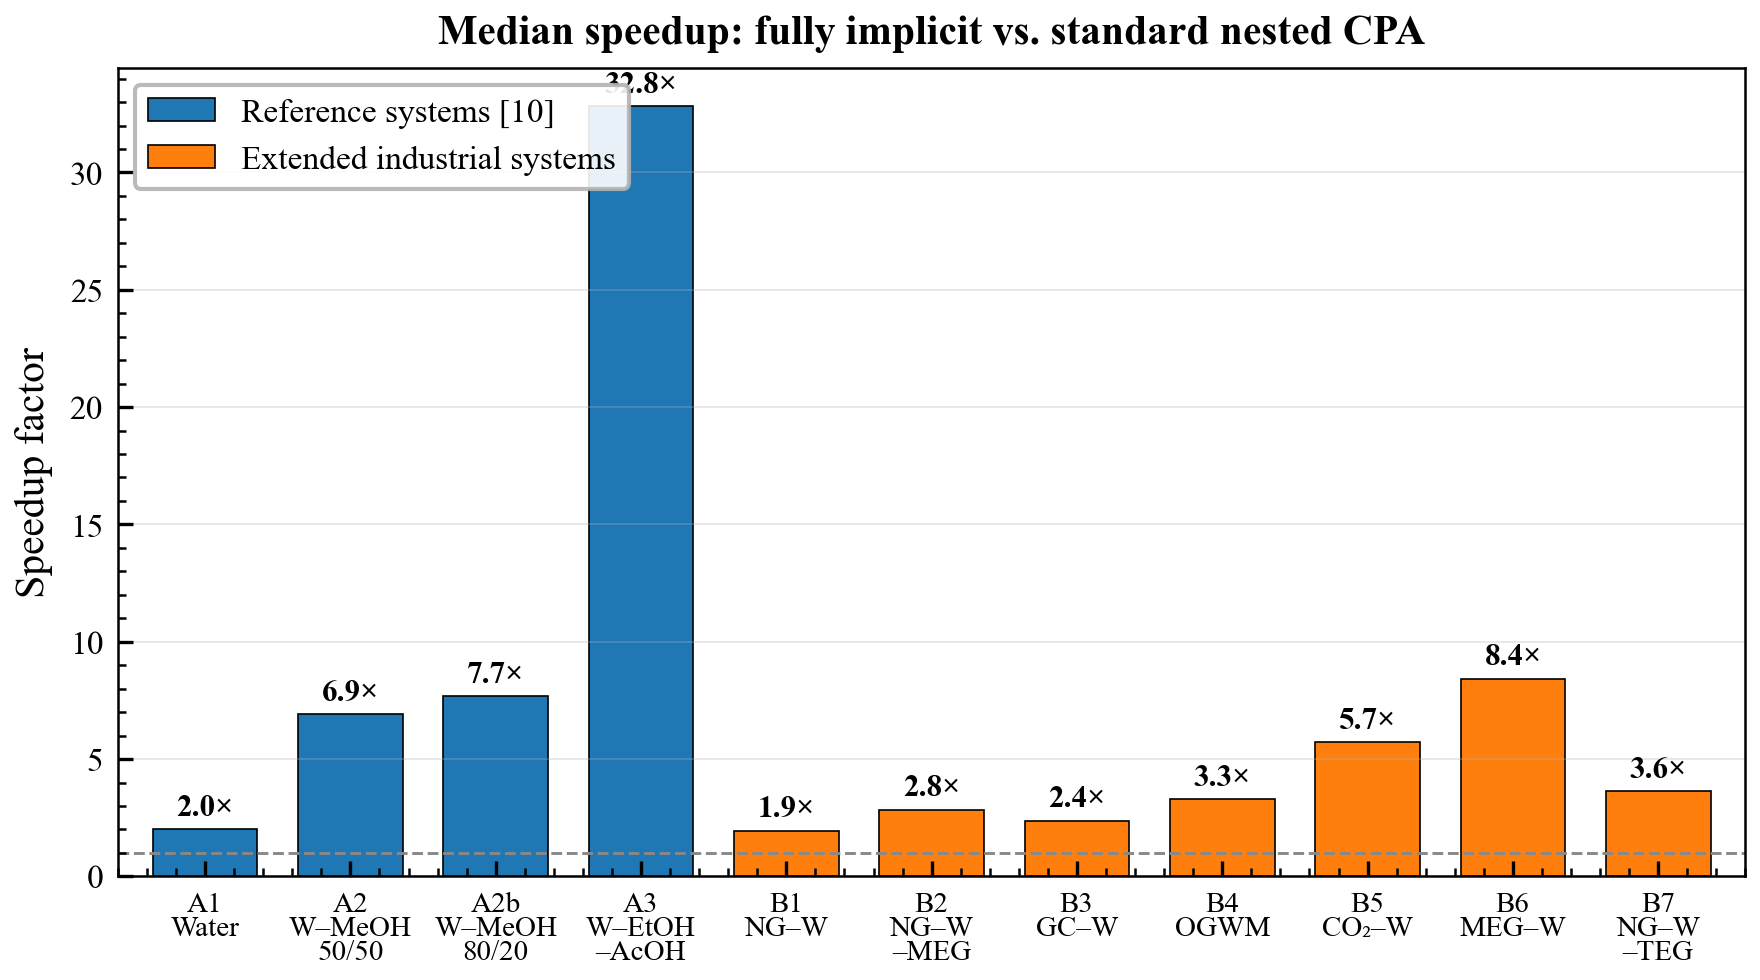 Median speedup: fully implicit vs. standard nested CPA
Reference systems [10]
Extended industrial systems
Speedup factor
30
25
20
15
10
5
0
2.0×
6.9×
7.7×
32.8×
1.9×
2.8×
2.4×
3.3×
5.7×
8.4×
3.6×
A1
Water
A2
W–MeOH
50/50
A2b
W–MeOH
80/20
A3
W–EtOH
–AcOH
B1
NG–W
B2
NG–W
–MEG
B3
GC–W
B4
OGWM
B5
CO₂–W
B6
MEG–W
B7
NG–W
–TEG